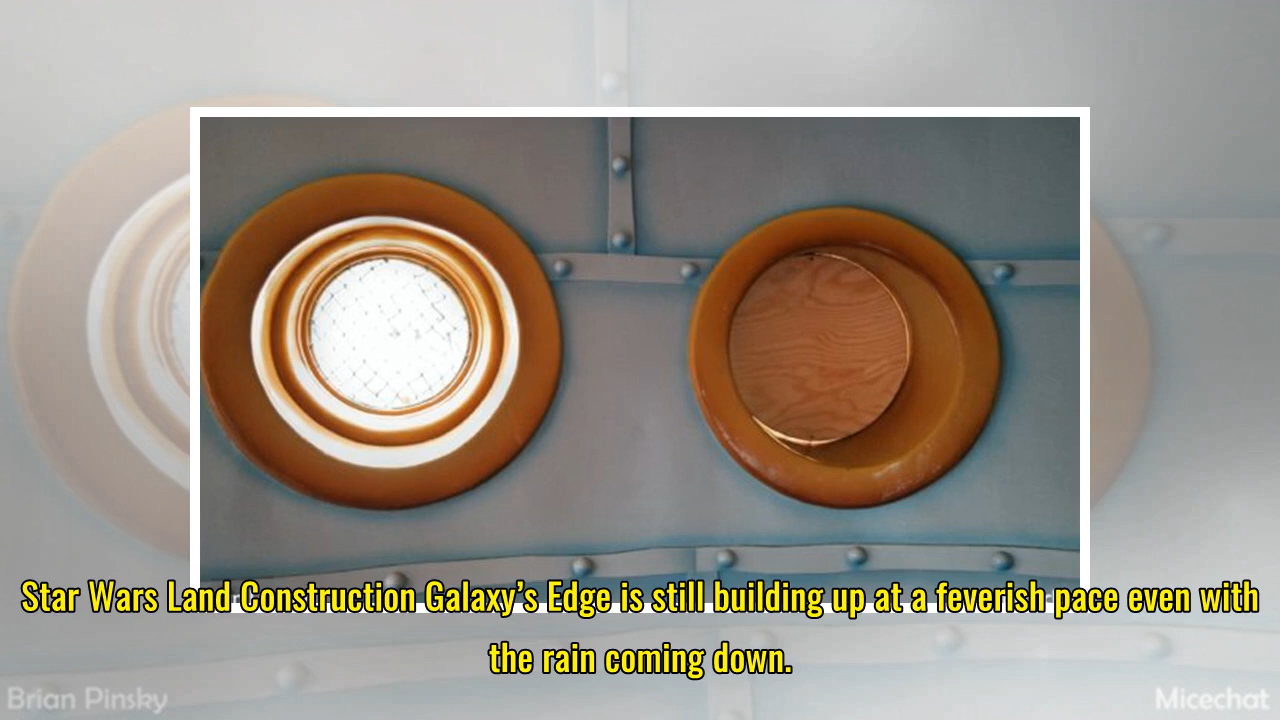 Star Wars Land Construction Galaxy’s Edge is still building up at a feverish pace even with
the rain coming down.
Brian Pinsky
Micechat